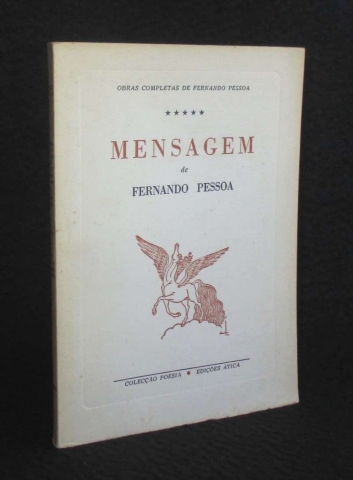 OBRAS COMPLETAS DE FERNANDO PESSOA
★★★★★
MENSAGEM
de
FERNANDO PESSOA
COLECÇÃO POESIA ★ EDIÇÕES ÁTICA